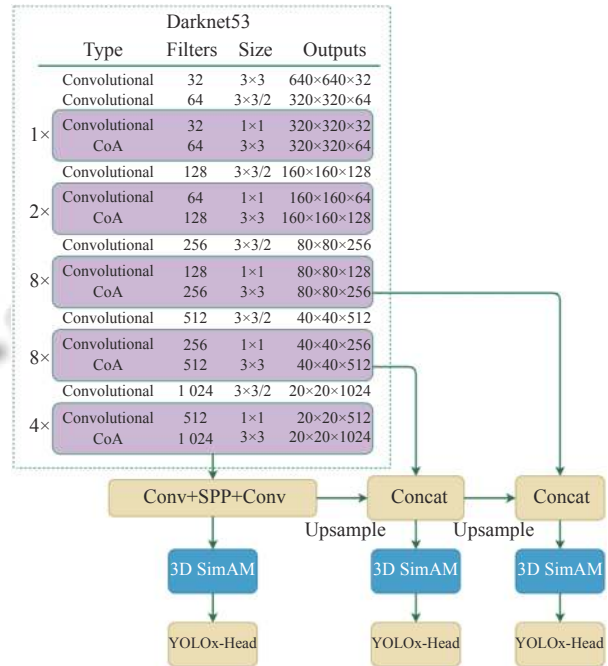 Darknet53
Type Filters Size Outputs
Convolutional 32 3×3 640×640×32
Convolutional 64 3×3/2 320×320×64
1× Convolutional 32 1×1 320×320×32
CoA 64 3×3 320×320×64
Convolutional 128 3×3/2 160×160×128
2× Convolutional 64 1×1 160×160×64
CoA 128 3×3 160×160×128
Convolutional 256 3×3/2 80×80×256
8× Convolutional 128 1×1 80×80×128
CoA 256 3×3 80×80×256
Convolutional 512 3×3/2 40×40×512
8× Convolutional 256 1×1 40×40×256
CoA 512 3×3 40×40×512
Convolutional 1 024 3×3/2 20×20×1024
4× Convolutional 512 1×1 20×20×512
CoA 1 024 3×3 20×20×1024
Conv+SPP+Conv Concat Concat
Upsample Upsample
3D SimAM 3D SimAM 3D SimAM
YOLOx-Head YOLOx-Head YOLOx-Head